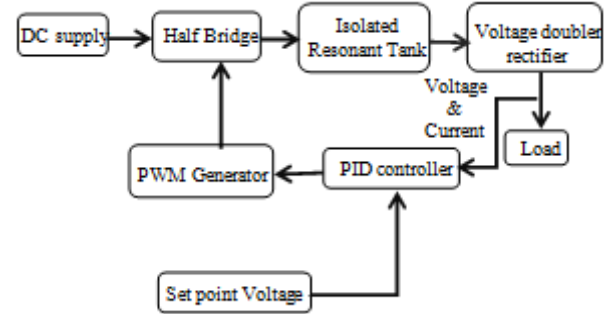 DC supply
Half Bridge
Isolated
Resonant Tank
Voltage doubler
rectifier
Voltage
&
Current
Load
PWM Generator
PID controller
Set point Voltage